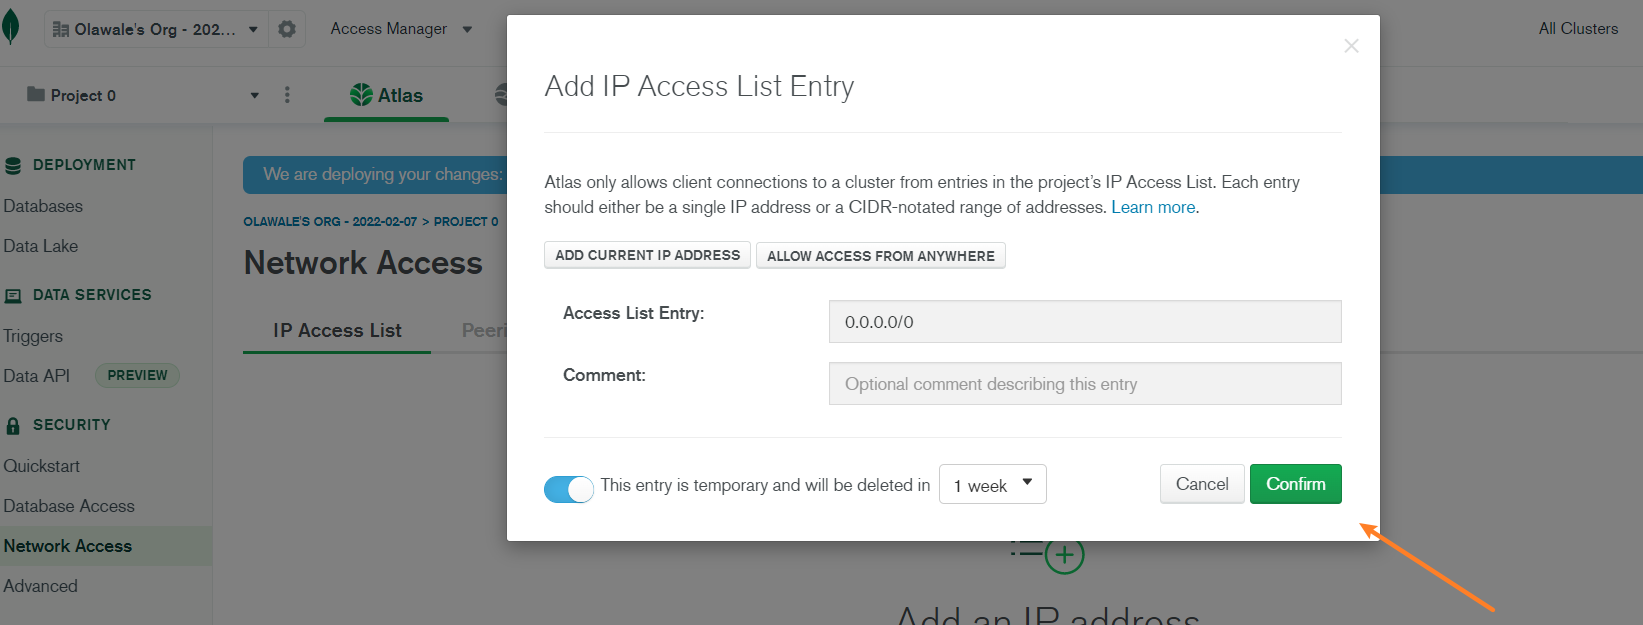 Olawale's Org - 202...
Access Manager
All Clusters
Project 0
Atlas
DEPLOYMENT
Databases
Data Lake
DATA SERVICES
Triggers
Data API
PREVIEW
SECURITY
Quickstart
Database Access
Network Access
Advanced
We are deploying your changes:
OLAWALE'S ORG - 2022-02-07 > PROJECT 0
Network Access
IP Access List
Add IP Access List Entry
Atlas only allows client connections to a cluster from entries in the project's IP Access List. Each entry
should either be a single IP address or a CIDR-notated range of addresses. Learn more.
ADD CURRENT IP ADDRESS
ALLOW ACCESS FROM ANYWHERE
Access List Entry:
0.0.0.0/0
Comment:
Optional comment describing this entry
This entry is temporary and will be deleted in
1 week
Cancel
Confirm
Add an IP address